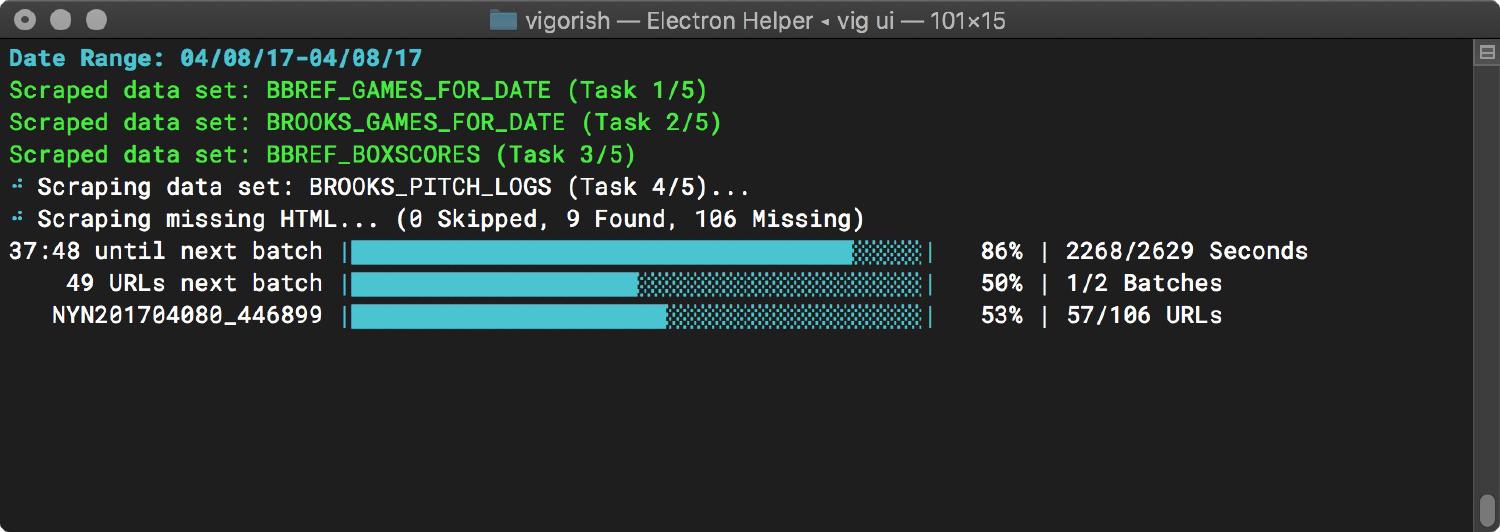 vigorish — Electron Helper ◂ vig ui — 101×15
Date Range: 04/08/17-04/08/17
Scraped data set: BBREF_GAMES_FOR_DATE (Task 1/5)
Scraped data set: BROOKS_GAMES_FOR_DATE (Task 2/5)
Scraped data set: BBREF_BOXSCORES (Task 3/5)
Scraping data set: BROOKS_PITCH_LOGS (Task 4/5)...
Scraping missing HTML... (0 Skipped, 9 Found, 106 Missing)
37:48 until next batch | | 86% | 2268/2629 Seconds
49 URLs next batch | | 50% | 1/2 Batches
NYN201704080_446899 | | 53% | 57/106 URLs